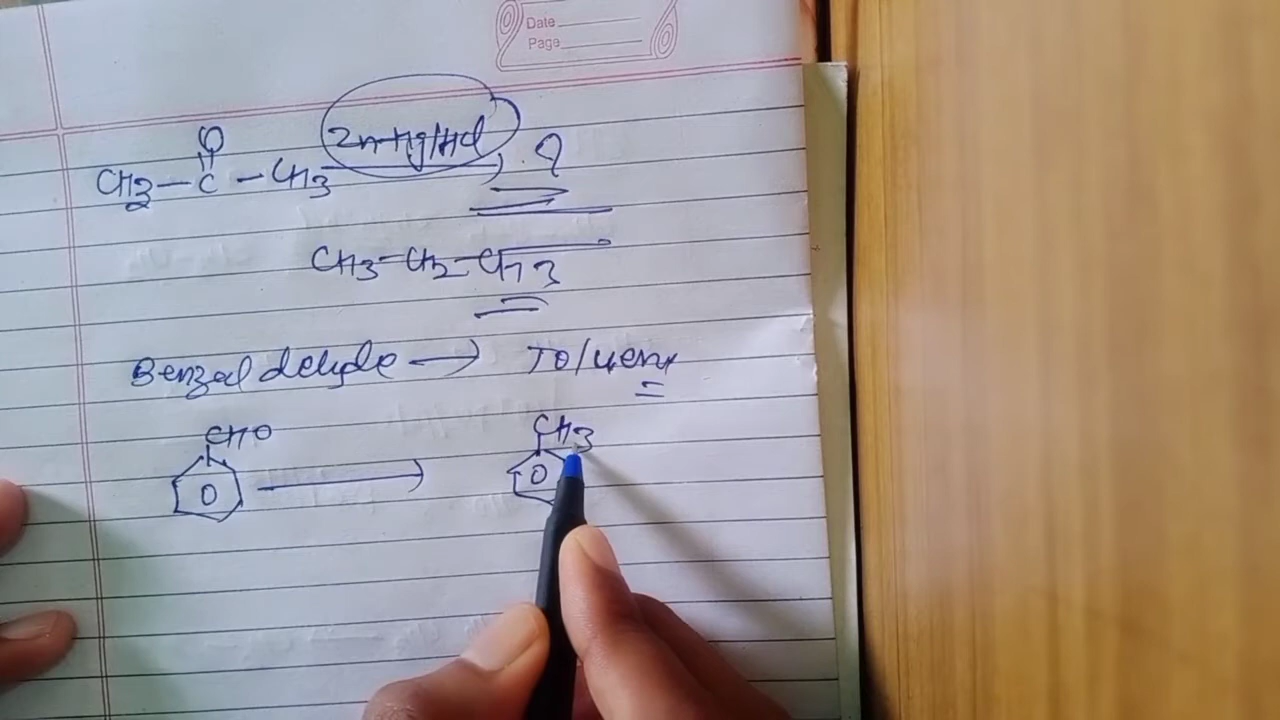 Date
Page
O
CH3 — C — CH3 Zn-Hg/Hcl ?
CH3-CH2-CH3
Benzaldehyde → Toluene
CHO CH3